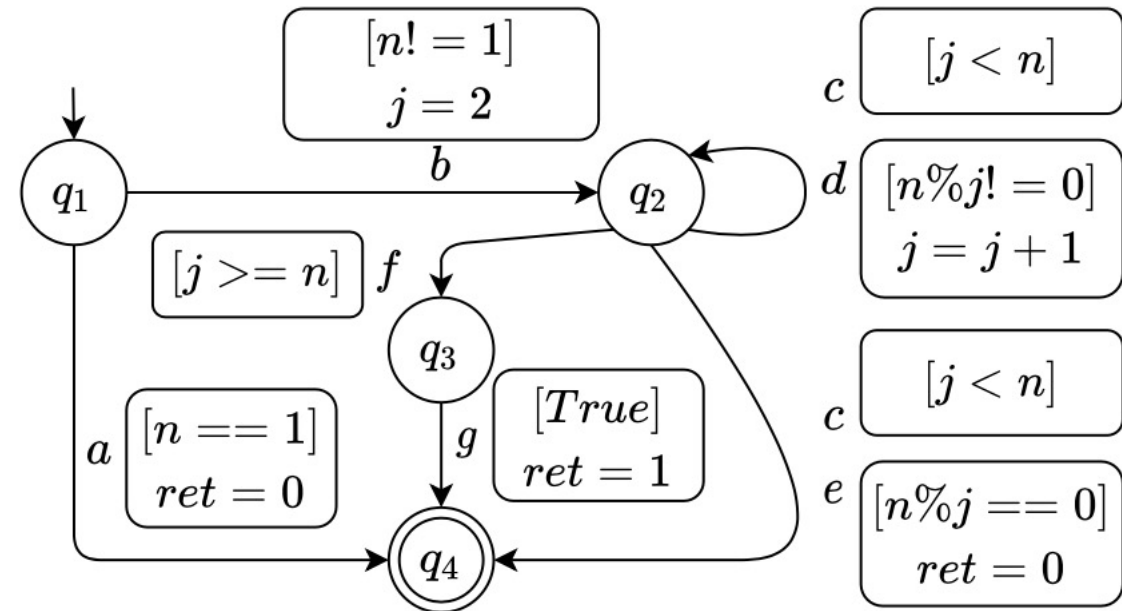 [n! = 1]
j = 2
c
[j < n]
b
q1
q2
d
[n%j! = 0]
j = j + 1
[j >= n]
f
q3
[j < n]
c
a
[n == 1]
ret = 0
g
[True]
ret = 1
e
[n%j == 0]
ret = 0
q4